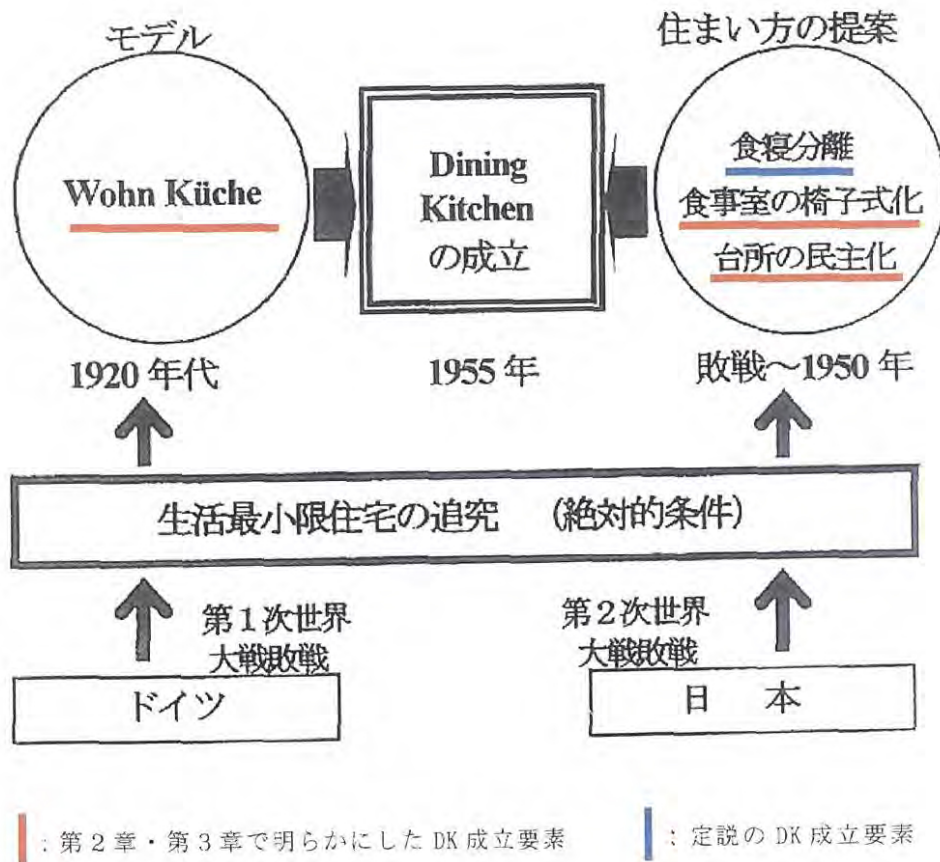 モデル
住まい方の提案
Wohn Küche
Dining
Kitchen
の成立
食寝分離
食事室の椅子式化
台所の民主化
1920年代
1955年
敗戦～1950年
生活最小限住宅の追究　(絶対的条件)
第1次世界
大戦敗戦
第2次世界
大戦敗戦
ドイツ
日　本
：第2章・第3章で明らかにした DK 成立要素
：定説の DK 成立要素